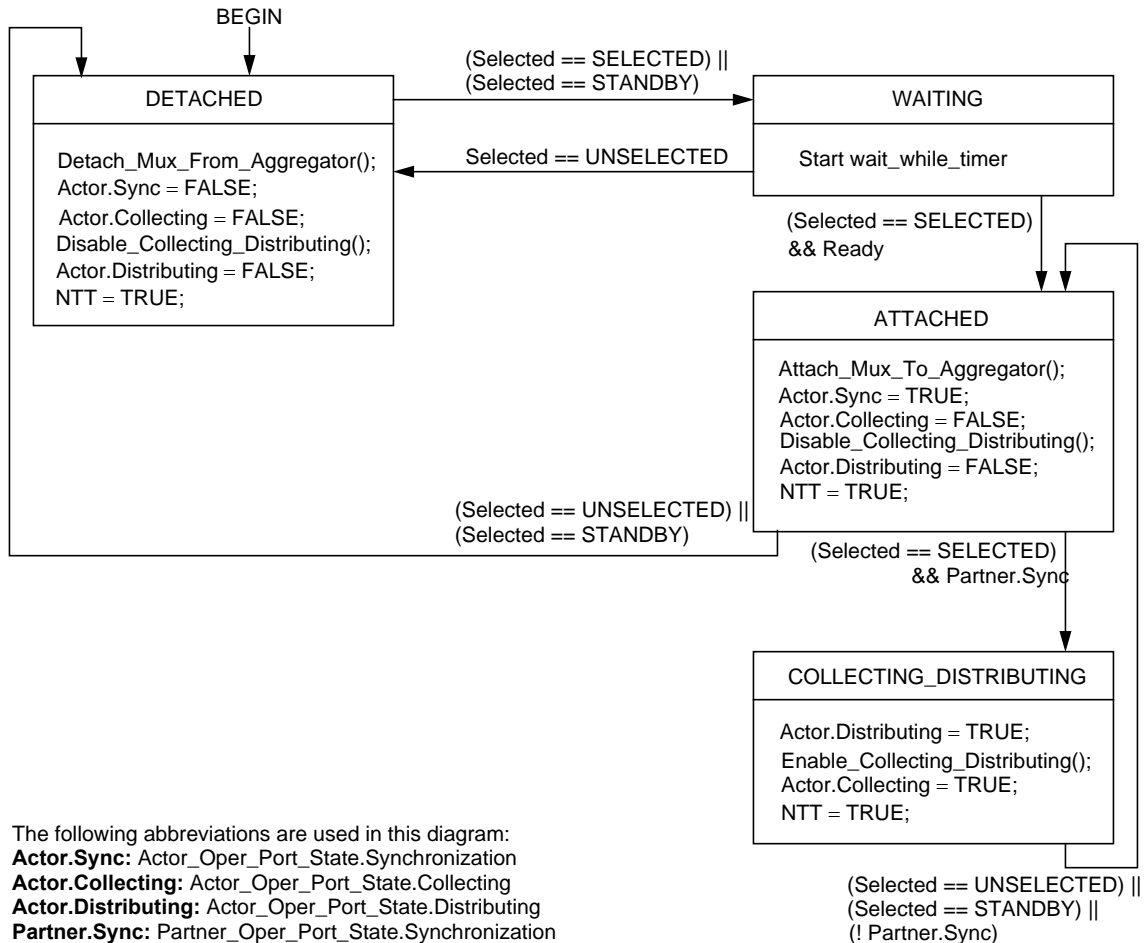 BEGIN
(Selected == SELECTED) ||
(Selected == STANDBY)
DETACHED
WAITING
Detach_Mux_From_Aggregator();
Actor.Sync = FALSE;
Actor.Collecting = FALSE;
Disable_Collecting_Distributing();
Actor.Distributing = FALSE;
NTT = TRUE;
Selected == UNSELECTED
Start wait_while_timer
(Selected == SELECTED)
&& Ready
ATTACHED
Attach_Mux_To_Aggregator();
Actor.Sync = TRUE;
Actor.Collecting = FALSE;
Disable_Collecting_Distributing();
Actor.Distributing = FALSE;
NTT = TRUE;
(Selected == UNSELECTED) ||
(Selected == STANDBY)
(Selected == SELECTED)
&& Partner.Sync
COLLECTING_DISTRIBUTING
Actor.Distributing = TRUE;
Enable_Collecting_Distributing();
Actor.Collecting = TRUE;
NTT = TRUE;
The following abbreviations are used in this diagram:
Actor.Sync: Actor_Oper_Port_State.Synchronization
Actor.Collecting: Actor_Oper_Port_State.Collecting
Actor.Distributing: Actor_Oper_Port_State.Distributing
Partner.Sync: Partner_Oper_Port_State.Synchronization
(Selected == UNSELECTED) ||
(Selected == STANDBY) ||
(! Partner.Sync)